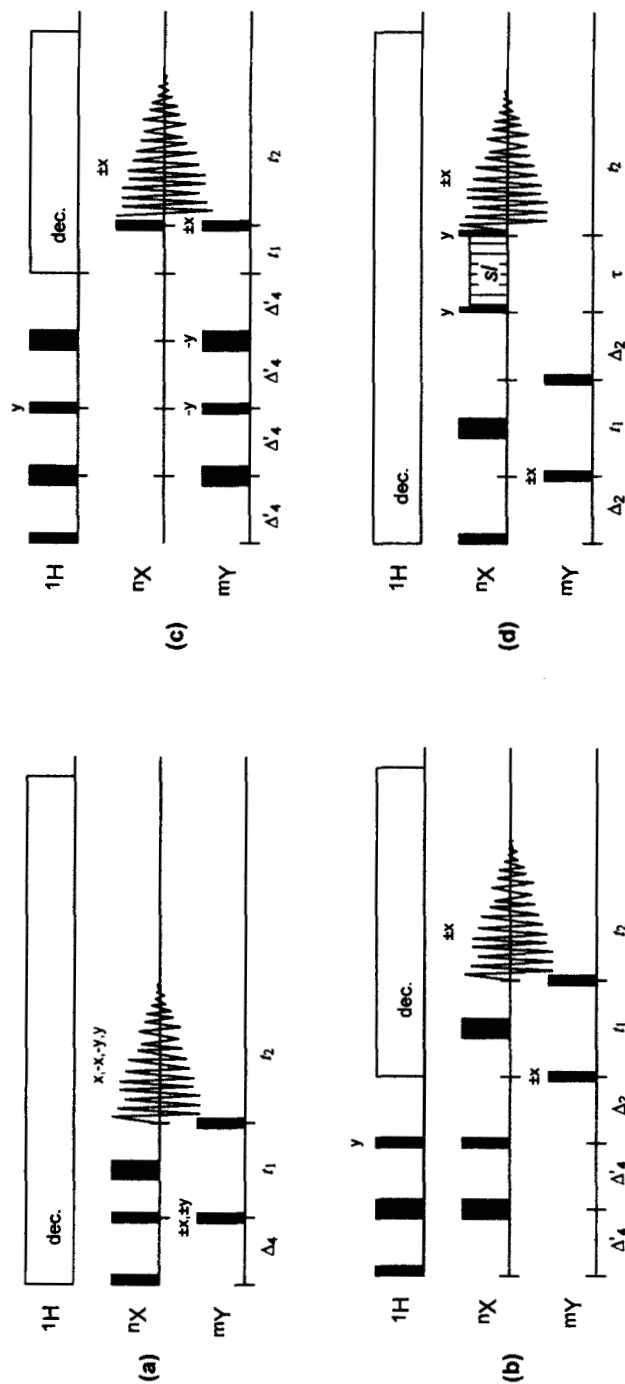 (a)
1H
dec.
nX
x,-x,-y,y
±x,±y
mY
Δ4 t1 t2
(b)
1H
y
dec.
nX
±x
±x
mY
Δ'4 Δ'4 Δ2 t1 t2
(c)
1H
y
dec.
nX
±x
mY
-y -y ±x
Δ'4 Δ'4 Δ'4 Δ'4 t1 t2
(d)
1H
dec.
nX
y sl y ±x
±x
mY
Δ2 t1 Δ2 τ t2